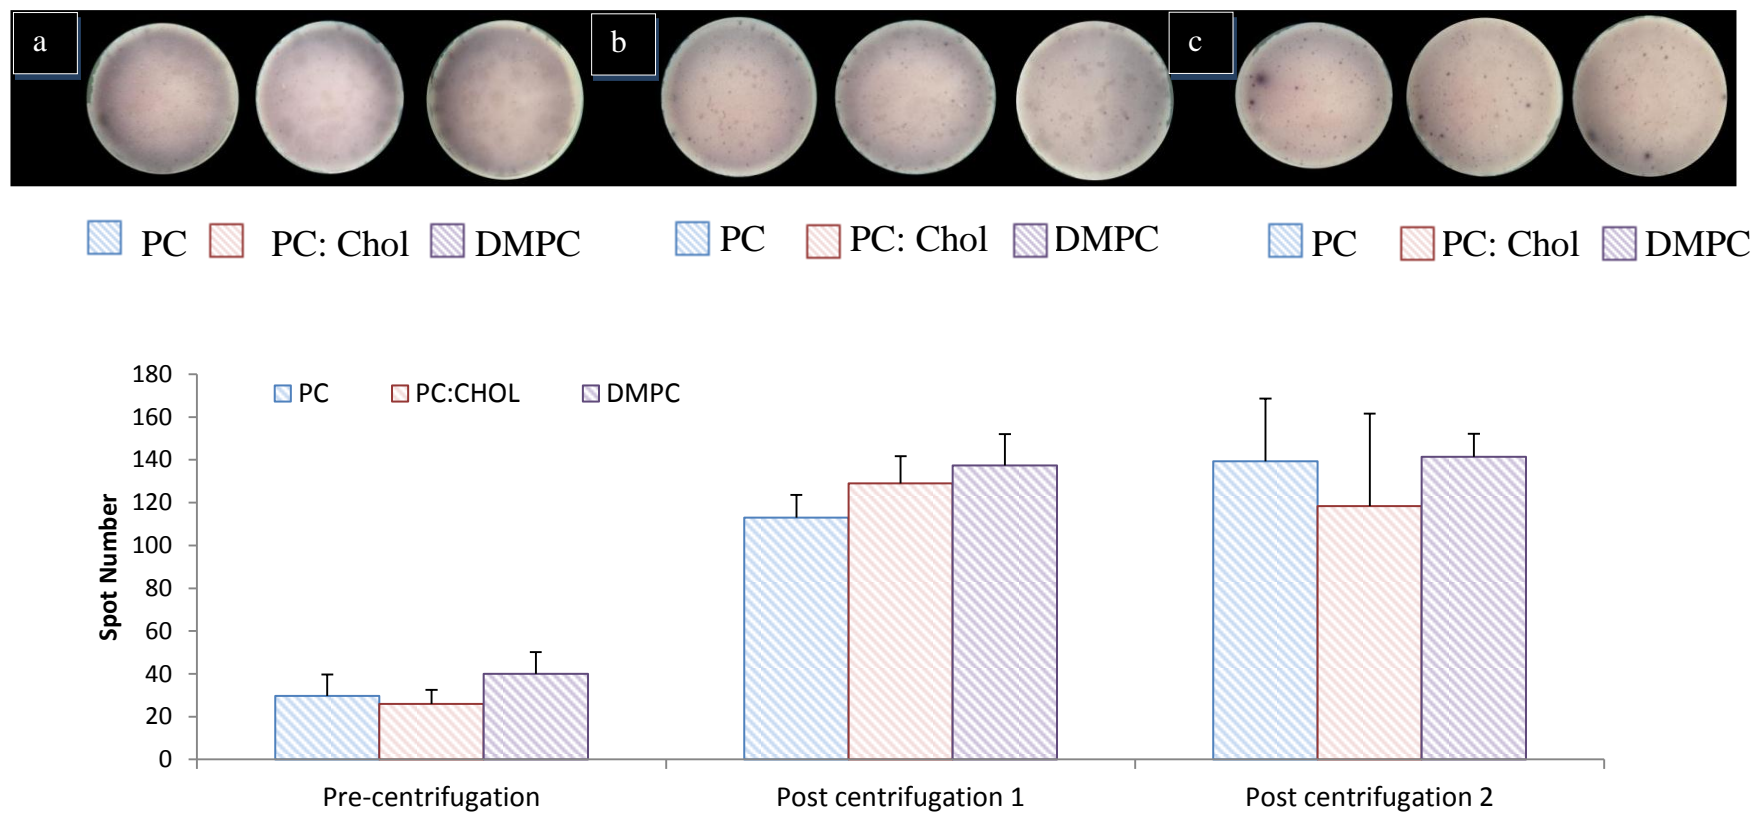 a b c
PC PC: Chol DMPC PC PC: Chol DMPC PC PC: Chol DMPC
180
PC PC:CHOL DMPC
160
140
120
100
80
60
40
20
0
Spot Number
Pre-centrifugation Post centrifugation 1 Post centrifugation 2